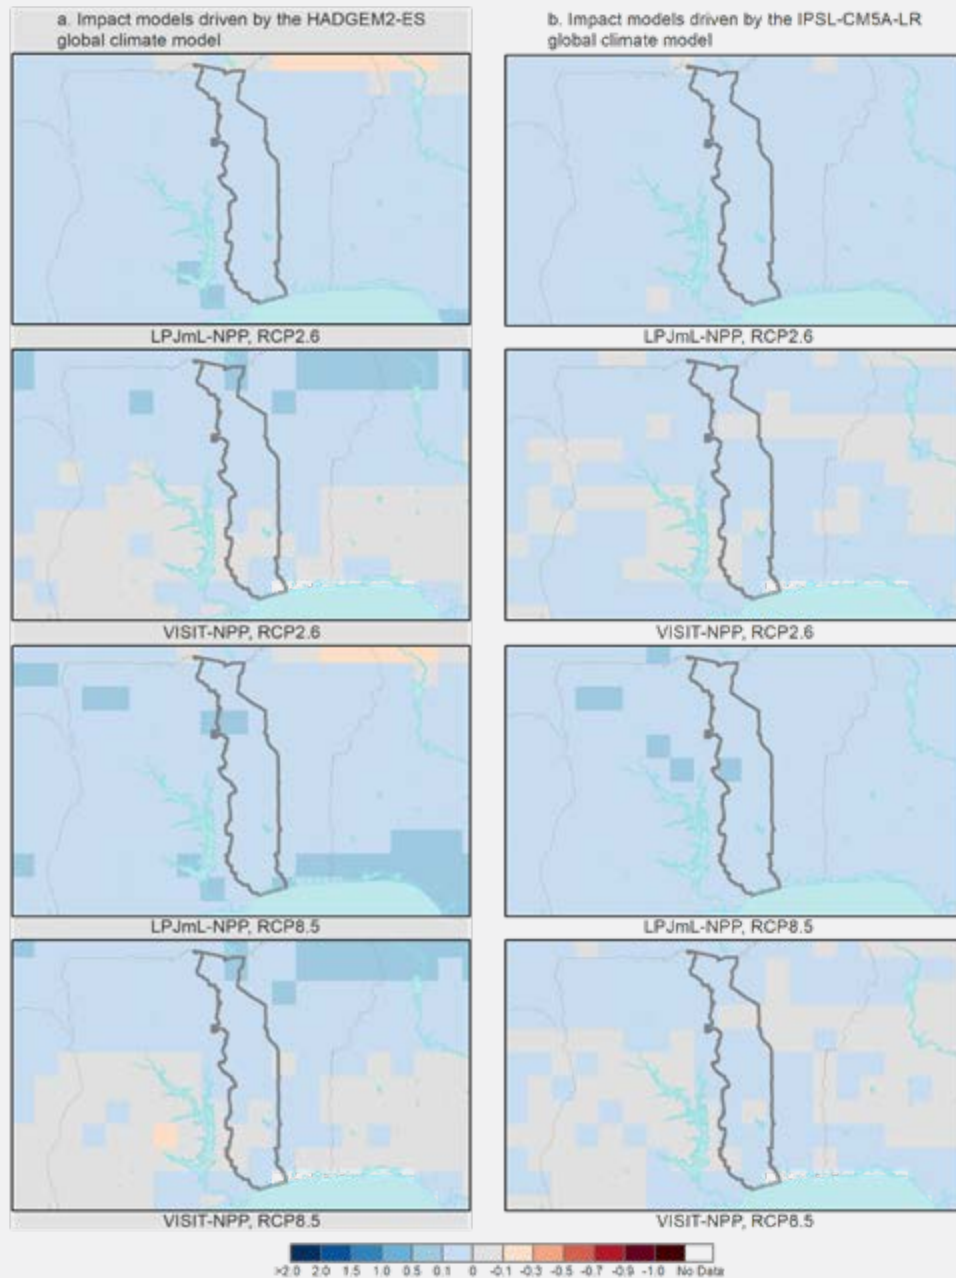 a. Impact models driven by the HADGEM2-ES
global climate model
b. Impact models driven by the IPSL-CM5A-LR
global climate model
LPJmL-NPP, RCP2.6
LPJmL-NPP, RCP2.6
VISIT-NPP, RCP2.6
VISIT-NPP, RCP2.6
LPJmL-NPP, RCP8.5
LPJmL-NPP, RCP8.5
VISIT-NPP, RCP8.5
VISIT-NPP, RCP8.5
>2.0 2.0 1.5 1.0 0.5 0.1 0 -0.1 -0.3 -0.5 -0.7 -0.9 -1.0 No Data